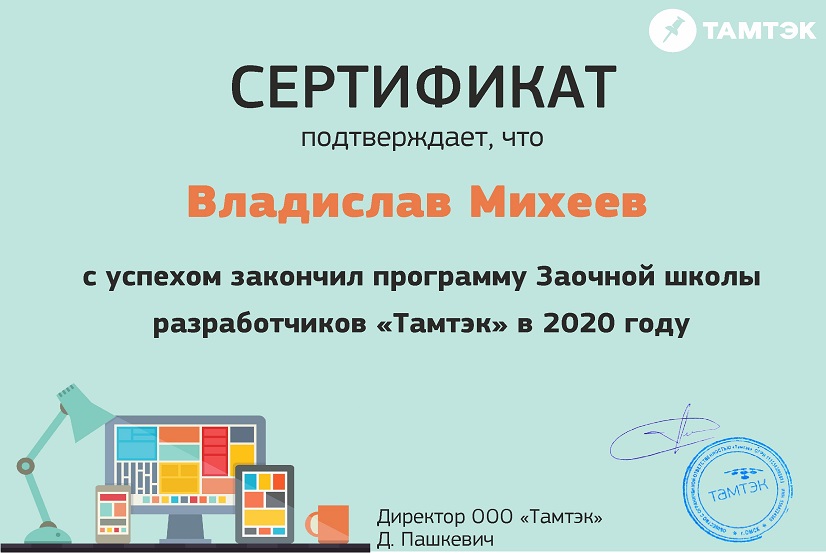 ТАМТЭК
СЕРТИФИКАТ
подтверждает, что
Владислав Михеев
с успехом закончил программу Заочной школы
разработчиков «Тамтэк» в 2020 году
Директор ООО «Тамтэк»
Д. Пашкевич
ТАМТЭК